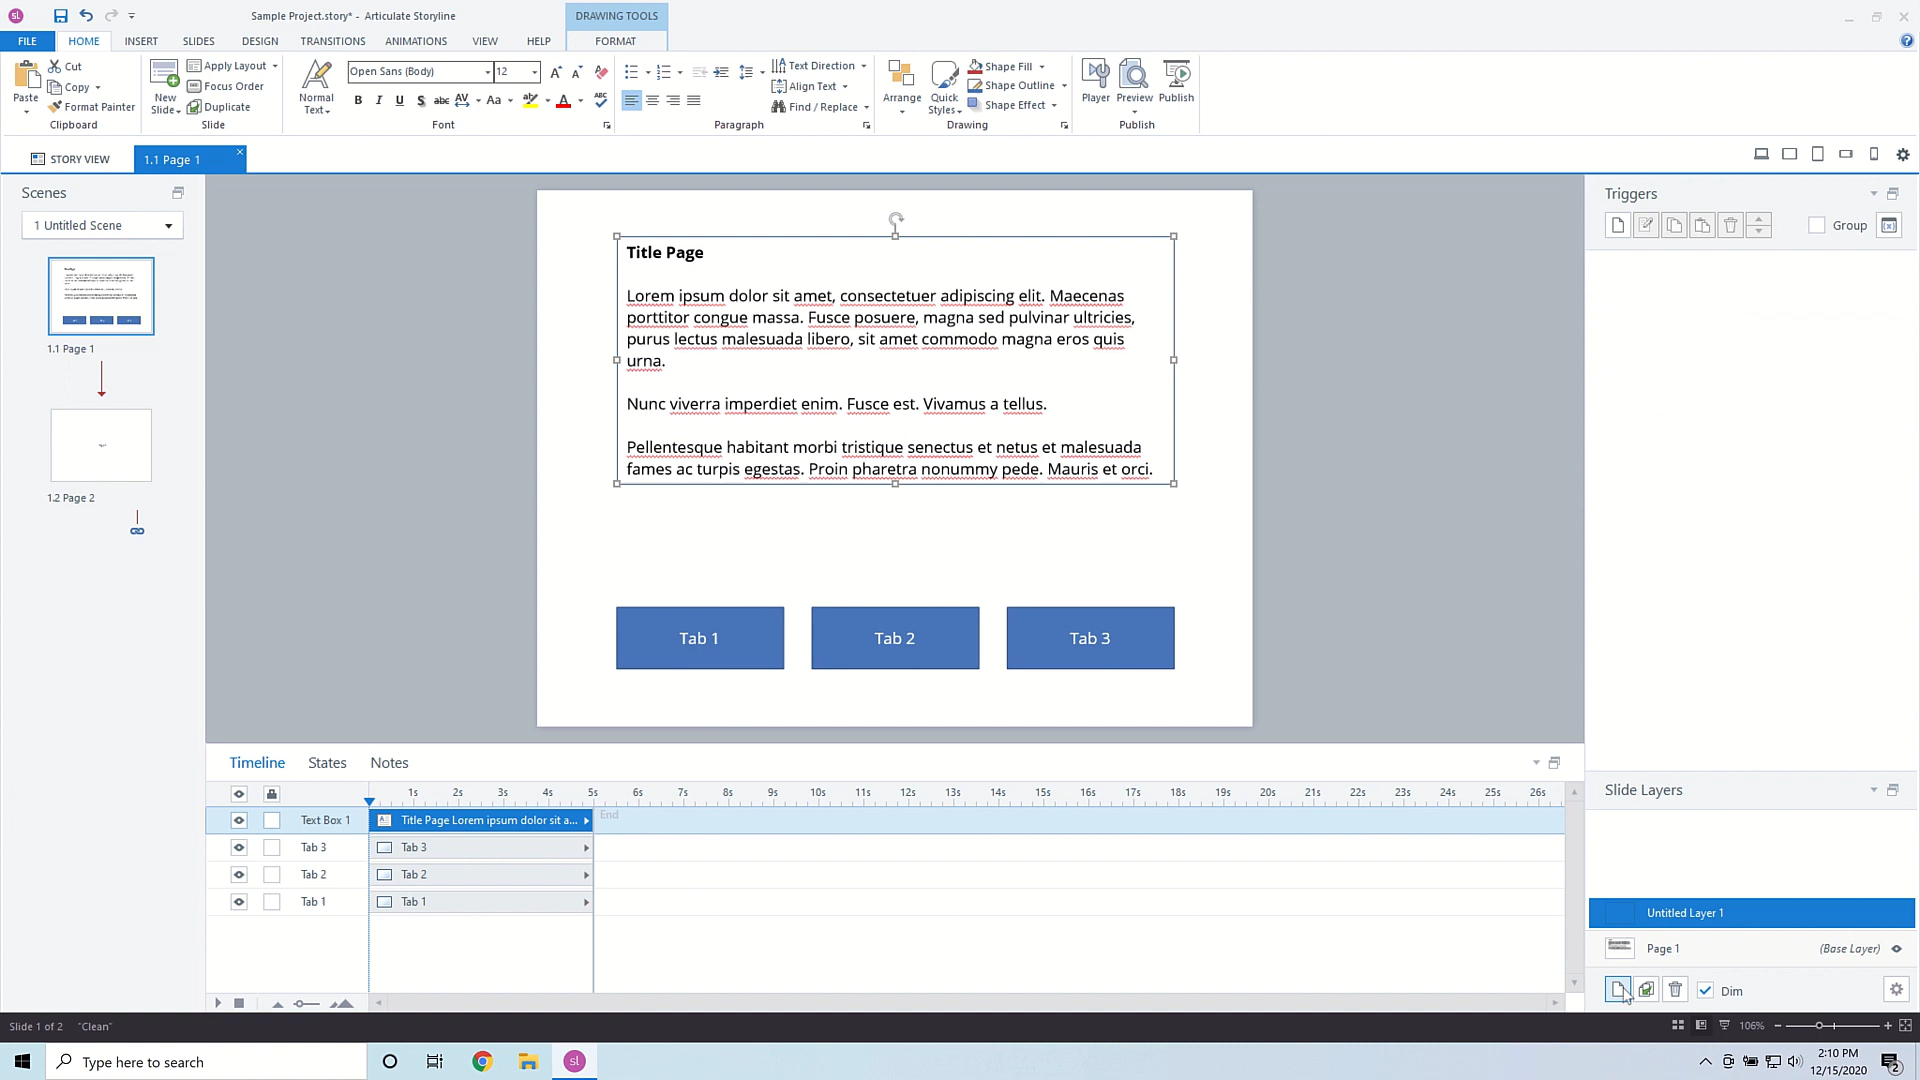 sl
Sample Project.story* - Articulate Storyline
DRAWING TOOLS
FILE HOME INSERT SLIDES DESIGN TRANSITIONS ANIMATIONS VIEW HELP FORMAT
Paste
Cut
Copy
Format Painter
Clipboard
New Slide
Apply Layout
Focus Order
Duplicate
Slide
Normal Text
Open Sans (Body) 12
B I U S abc AV Aa A
ABC
Font
Text Direction
Align Text
Find / Replace
Paragraph
Arrange
Quick Styles
Shape Fill
Shape Outline
Shape Effect
Drawing
Player Preview Publish
Publish
STORY VIEW
1.1 Page 1
Scenes
1 Untitled Scene
1.1 Page 1
1.2 Page 2
Title Page
Lorem ipsum dolor sit amet, consectetuer adipiscing elit. Maecenas
porttitor congue massa. Fusce posuere, magna sed pulvinar ultricies,
purus lectus malesuada libero, sit amet commodo magna eros quis
urna.
Nunc viverra imperdiet enim. Fusce est. Vivamus a tellus.
Pellentesque habitant morbi tristique senectus et netus et malesuada
fames ac turpis egestas. Proin pharetra nonummy pede. Mauris et orci.
Tab 1 Tab 2 Tab 3
Triggers
Group
Timeline States Notes
1s 2s 3s 4s 5s 6s 7s 8s 9s 10s 11s 12s 13s 14s 15s 16s 17s 18s 19s 20s 21s 22s 23s 24s 25s 26s
Text Box 1 Title Page Lorem ipsum dolor sit a... End
Tab 3 Tab 3
Tab 2 Tab 2
Tab 1 Tab 1
Slide Layers
Untitled Layer 1
Page 1 (Base Layer)
Dim
Slide 1 of 2 "Clean"
106%
Type here to search
sl
2:10 PM
12/15/2020
2